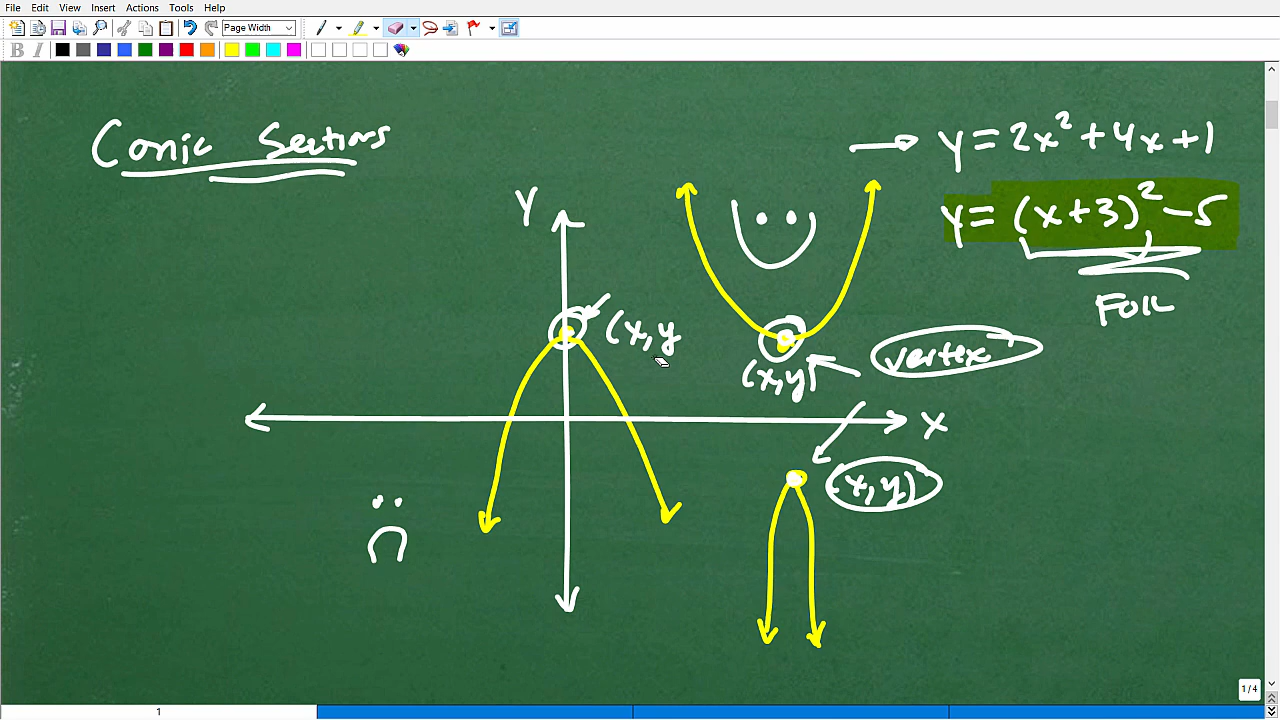 File Edit View Insert Actions Tools Help
Page Width
B I
Conic Sections
y = 2x² + 4x + 1
y = (x + 3)² - 5
FOIL
Y
(x,y
(x,y)
vertex
X
(x,y)
1/4
1